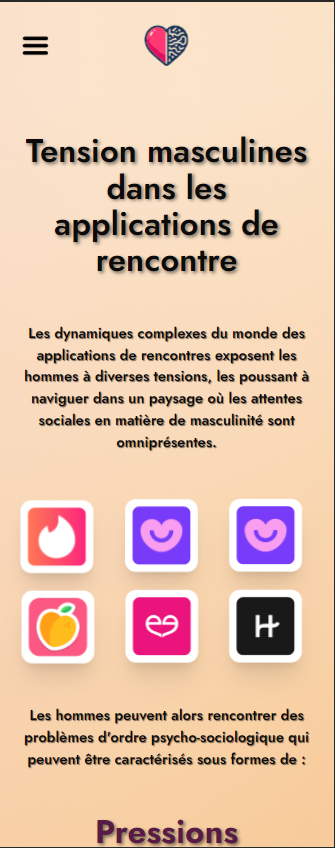 Tension masculines
dans les
applications de
rencontre
Les dynamiques complexes du monde des
applications de rencontres exposent les
hommes à diverses tensions, les poussant à
naviguer dans un paysage où les attentes
sociales en matière de masculinité sont
omniprésentes.
H
Les hommes peuvent alors rencontrer des
problèmes d'ordre psycho-sociologique qui
peuvent être caractérisés sous formes de :
Pressions